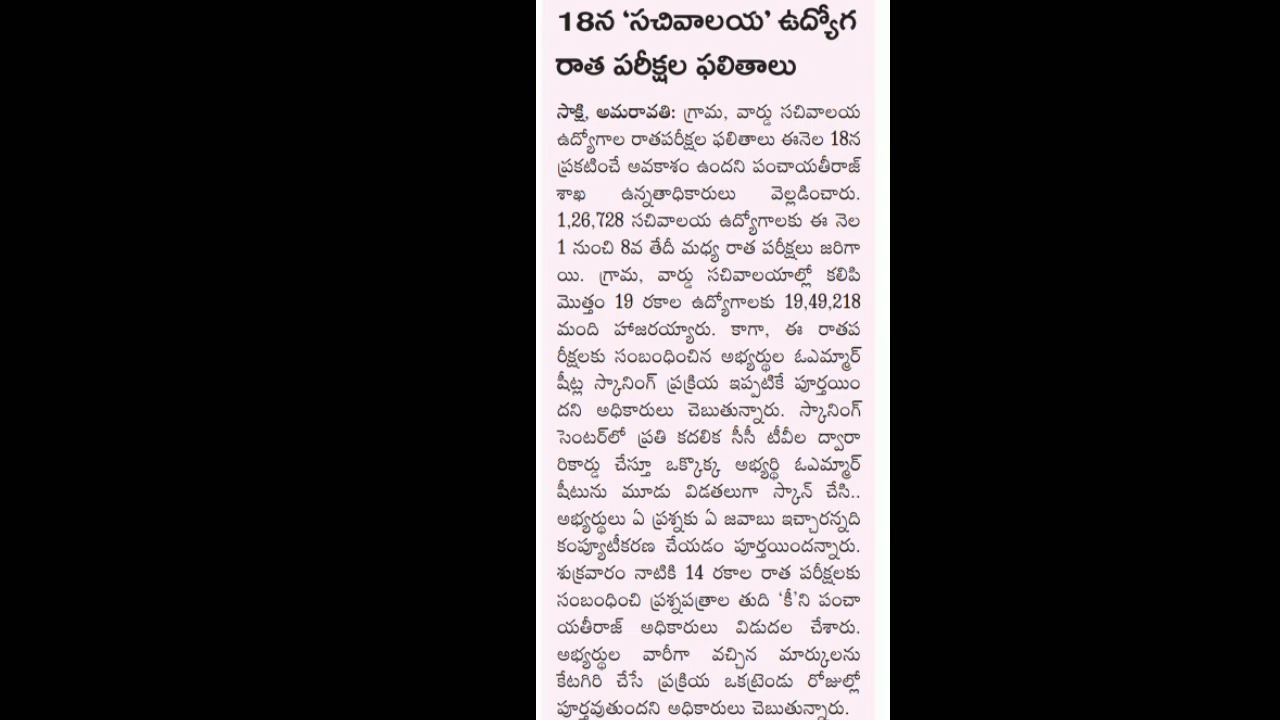 18న ‘సచివాలయ’ ఉద్యోగ
రాత పరీక్షల ఫలితాలు
సాక్షి, అమరావతి: గ్రామ, వార్డు సచివాలయ
ఉద్యోగాల రాతపరీక్షల ఫలితాలు ఈనెల 18న
ప్రకటించే అవకాశం ఉందని పంచాయతీరాజ్
శాఖ ఉన్నతాధికారులు వెల్లడించారు.
1,26,728 సచివాలయ ఉద్యోగాలకు ఈ నెల
1 నుంచి 8వ తేదీ మధ్య రాత పరీక్షలు జరిగా
యి. గ్రామ, వార్డు సచివాలయాల్లో కలిపి
మొత్తం 19 రకాల ఉద్యోగాలకు 19,49,218
మంది హాజరయ్యారు. కాగా, ఈ రాతప
రీక్షలకు సంబంధించిన అభ్యర్థుల ఓఎమ్మార్
షీట్ల స్కానింగ్ ప్రక్రియ ఇప్పటికే పూర్తయిం
దని అధికారులు చెబుతున్నారు. స్కానింగ్
సెంటర్‌లో ప్రతి కదలిక సీసీ టీవీల ద్వారా
రికార్డు చేస్తూ ఒక్కొక్క అభ్యర్థి ఓఎమ్మార్
షీటును మూడు విడతలుగా స్కాన్ చేసి..
అభ్యర్థులు ఏ ప్రశ్నకు ఏ జవాబు ఇచ్చారన్నది
కంప్యూటీకరణ చేయడం పూర్తయిందన్నారు.
శుక్రవారం నాటికి 14 రకాల రాత పరీక్షలకు
సంబంధించి ప్రశ్నపత్రాల తుది ‘కీ’ని పంచా
యతీరాజ్ అధికారులు విడుదల చేశారు.
అభ్యర్థుల వారీగా వచ్చిన మార్కులను
కేటగిరి చేసే ప్రక్రియ ఒకట్రెండు రోజుల్లో
పూర్తవుతుందని అధికారులు చెబుతున్నారు.